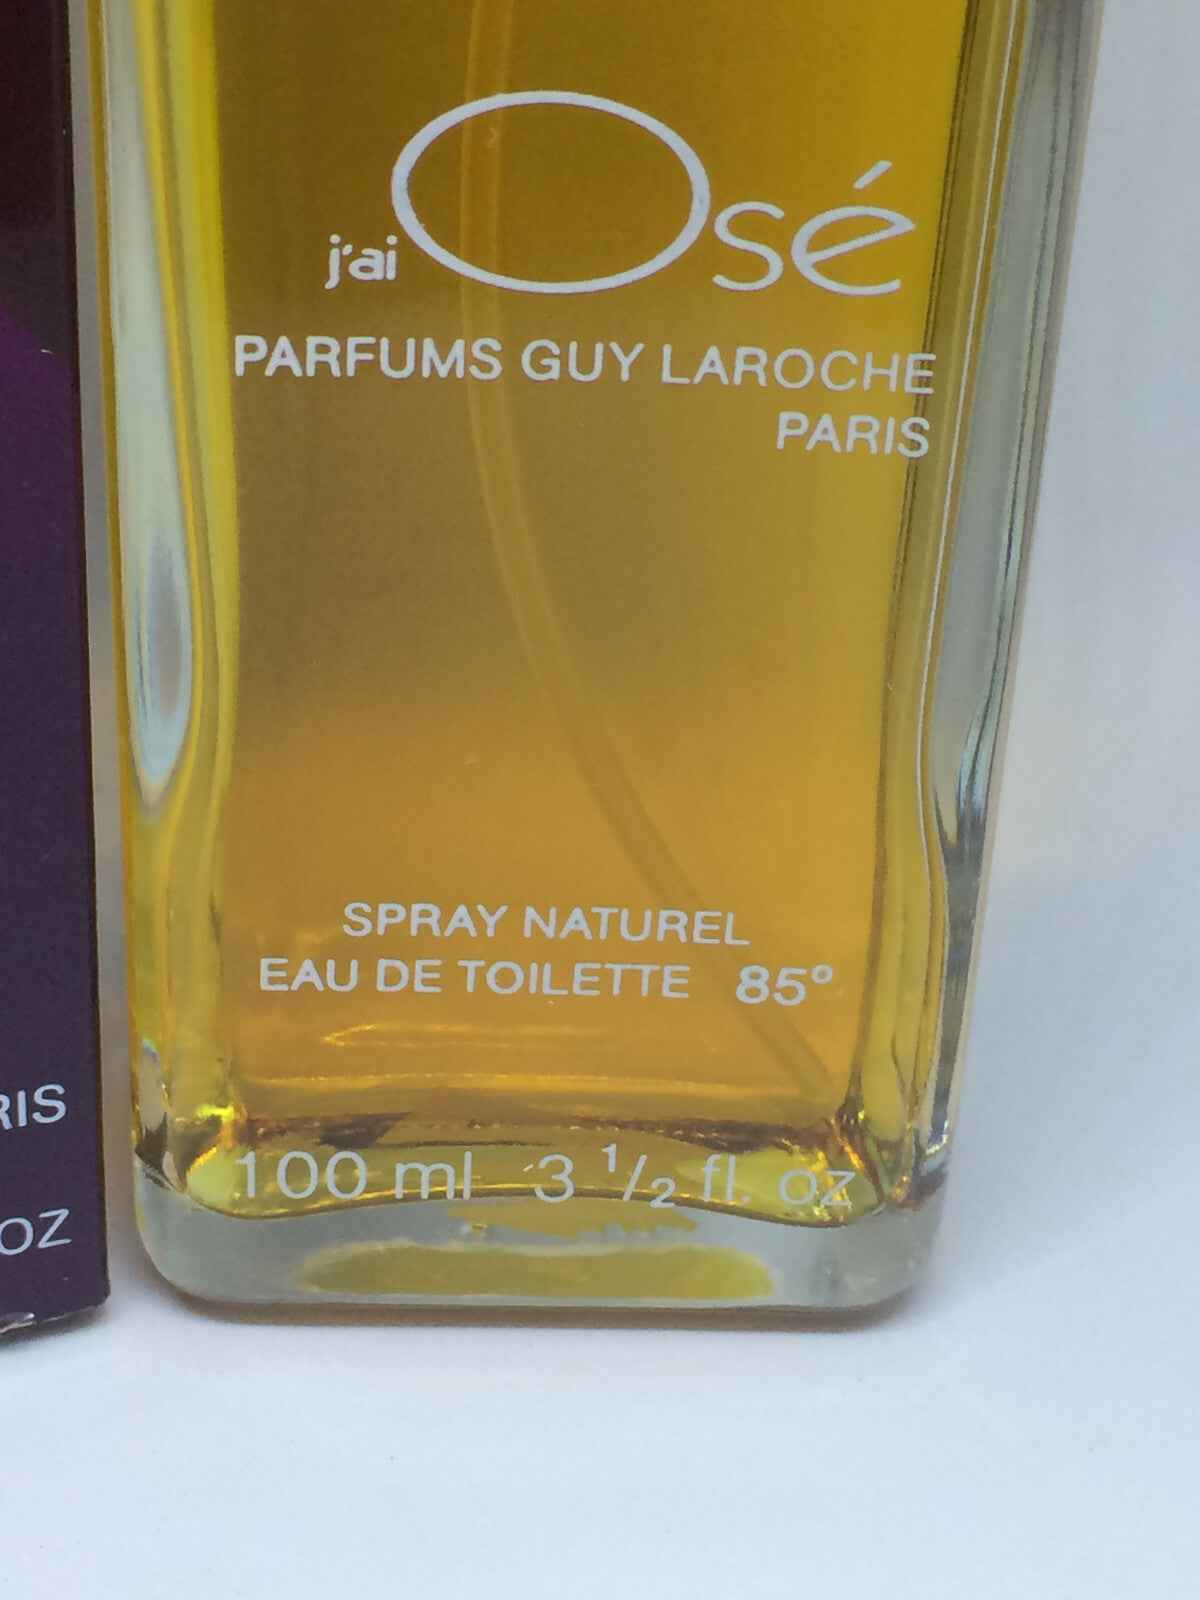 j'ai Osé
PARFUMS GUY LAROCHE
PARIS
SPRAY NATUREL
EAU DE TOILETTE 85°
100 ml 3 1/2 fl. oz
OZ